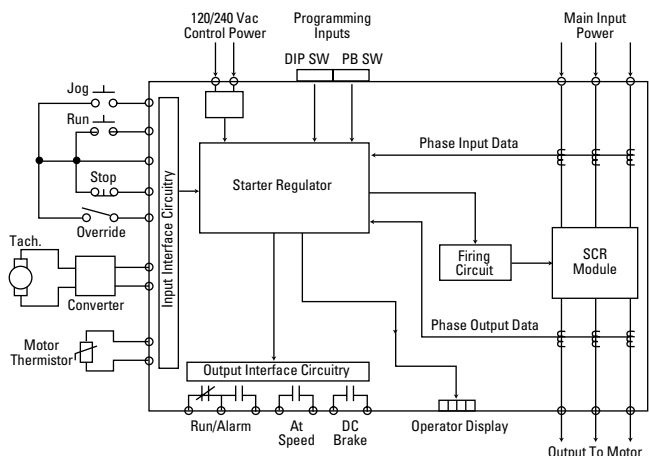 120/240 Vac
Control Power
Programming
Inputs
Main Input
Power
DIP SW
PB SW
Jog
Run
Stop
Override
Tach.
Converter
Motor
Thermistor
Input Interface Circuitry
Starter Regulator
Phase Input Data
Firing
Circuit
SCR
Module
Phase Output Data
Output Interface Circuitry
Run/Alarm
At
Speed
DC
Brake
Operator Display
Output To Motor